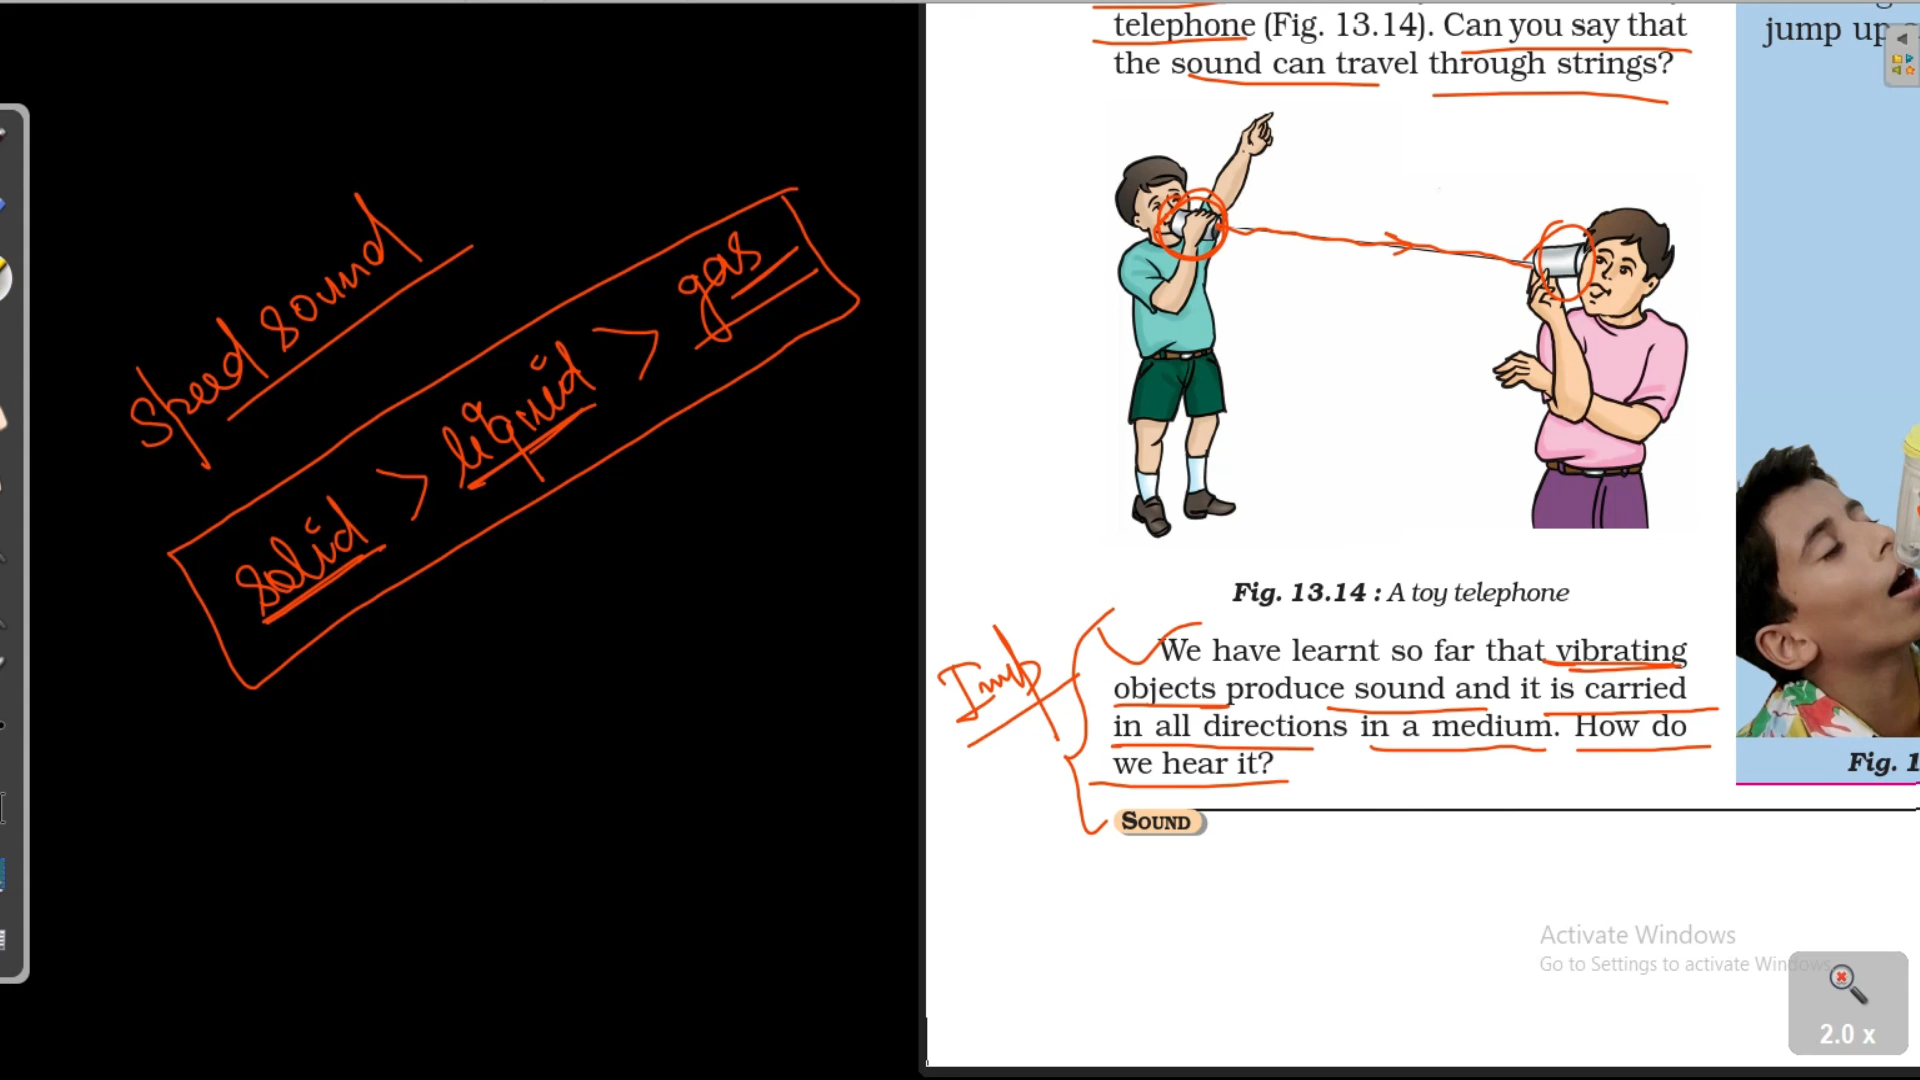 speed sound
solid > liquid > gas
telephone (Fig. 13.14). Can you say that
the sound can travel through strings?
Fig. 13.14 : A toy telephone
Imp
We have learnt so far that vibrating
objects produce sound and it is carried
in all directions in a medium. How do
we hear it?
SOUND
jump up
Fig. 1
Activate Windows
Go to Settings to activate Windows.
2.0 x